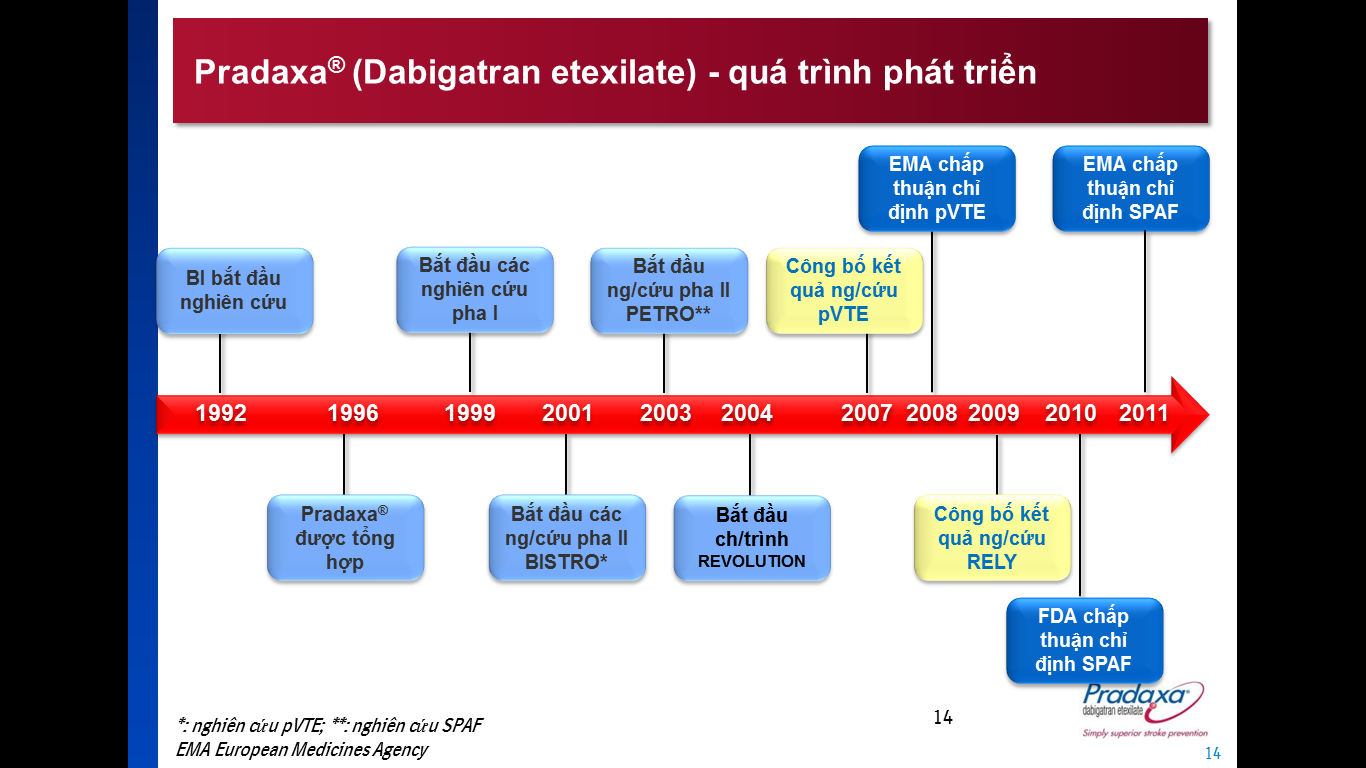 Pradaxa® (Dabigatran etexilate) - quá trình phát triển
EMA chấp
thuận chỉ
định pVTE
EMA chấp
thuận chỉ
định SPAF
BI bắt đầu
nghiên cứu
Bắt đầu các
nghiên cứu
pha I
Bắt đầu
ng/cứu pha II
PETRO**
Công bố kết
quả ng/cứu
pVTE
1992 1996 1999 2001 2003 2004 2007 2008 2009 2010 2011
Pradaxa®
được tổng
hợp
Bắt đầu các
ng/cứu pha II
BISTRO*
Bắt đầu
ch/trình
REVOLUTION
Công bố kết
quả ng/cứu
RELY
FDA chấp
thuận chỉ
định SPAF
*: nghiên cứu pVTE; **: nghiên cứu SPAF
EMA European Medicines Agency
14
Pradaxa®
dabigatran etexilate
Simply superior stroke prevention
14